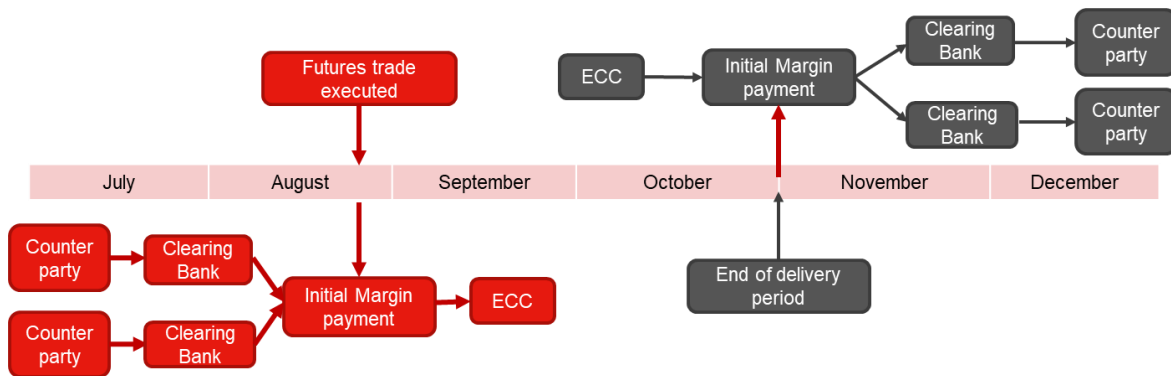 Futures trade
executed
ECC
Initial Margin
payment
Clearing
Bank
Counter
party
Clearing
Bank
Counter
party
July
August
September
October
November
December
Counter
party
Clearing
Bank
Counter
party
Clearing
Bank
Initial Margin
payment
ECC
End of delivery
period